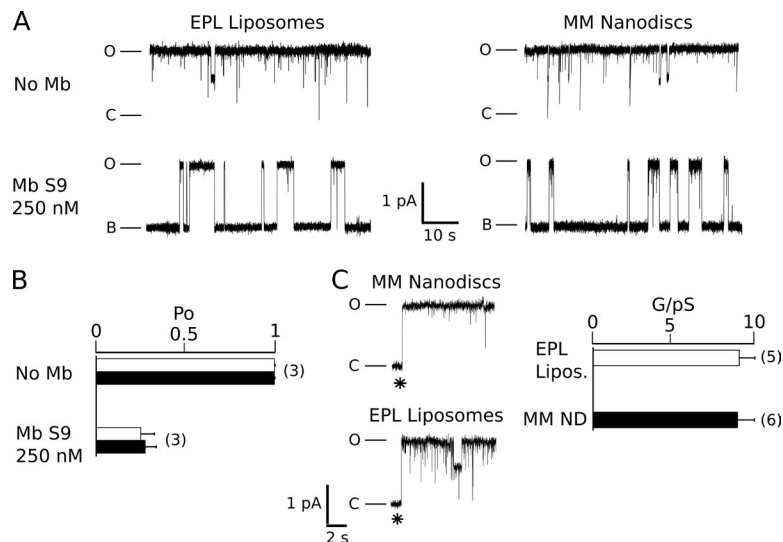 A
EPL Liposomes
MM Nanodiscs
No Mb
O
C
O
C
Mb S9
250 nM
O
B
1 pA
10 s
O
B
B
Po
0
0.5
1
No Mb
(3)
Mb S9
250 nM
(3)
C
MM Nanodiscs
O
C
*
EPL Liposomes
O
C
*
1 pA
2 s
G/pS
0
5
10
EPL
Lipos.
(5)
MM ND
(6)